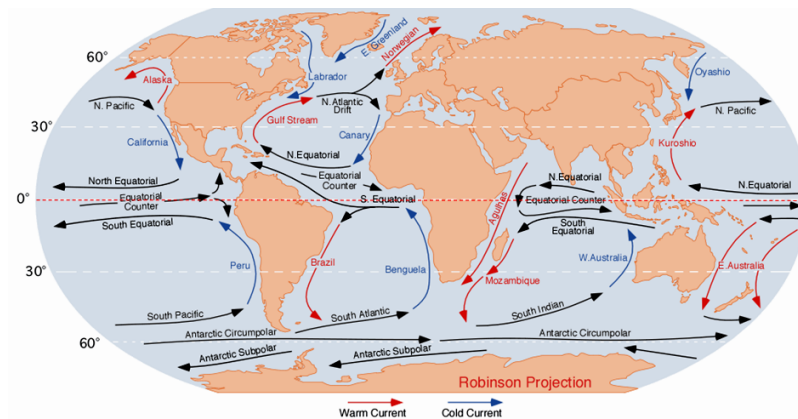 60°
30°
0°
30°
60°
Alaska
N. Pacific
California
North Equatorial
Equatorial
Counter
South Equatorial
Peru
South Pacific
Antarctic Circumpolar
Antarctic Subpolar
Labrador
E. Greenland
Norwegian
N.Atlantic
Drift
Gulf Stream
Canary
N.Equatorial
Equatorial
Counter
S. Equatorial
Brazil
Benguela
South Atlantic
Antarctic Subpolar
Agulhas
Mozambique
N.Equatorial
Equatorial Counter
South
Equatorial
W.Australia
South Indian
Antarctic Circumpolar
Oyashio
N. Pacific
Kuroshio
N.Equatorial
E.Australia
Robinson Projection
Warm Current
Cold Current